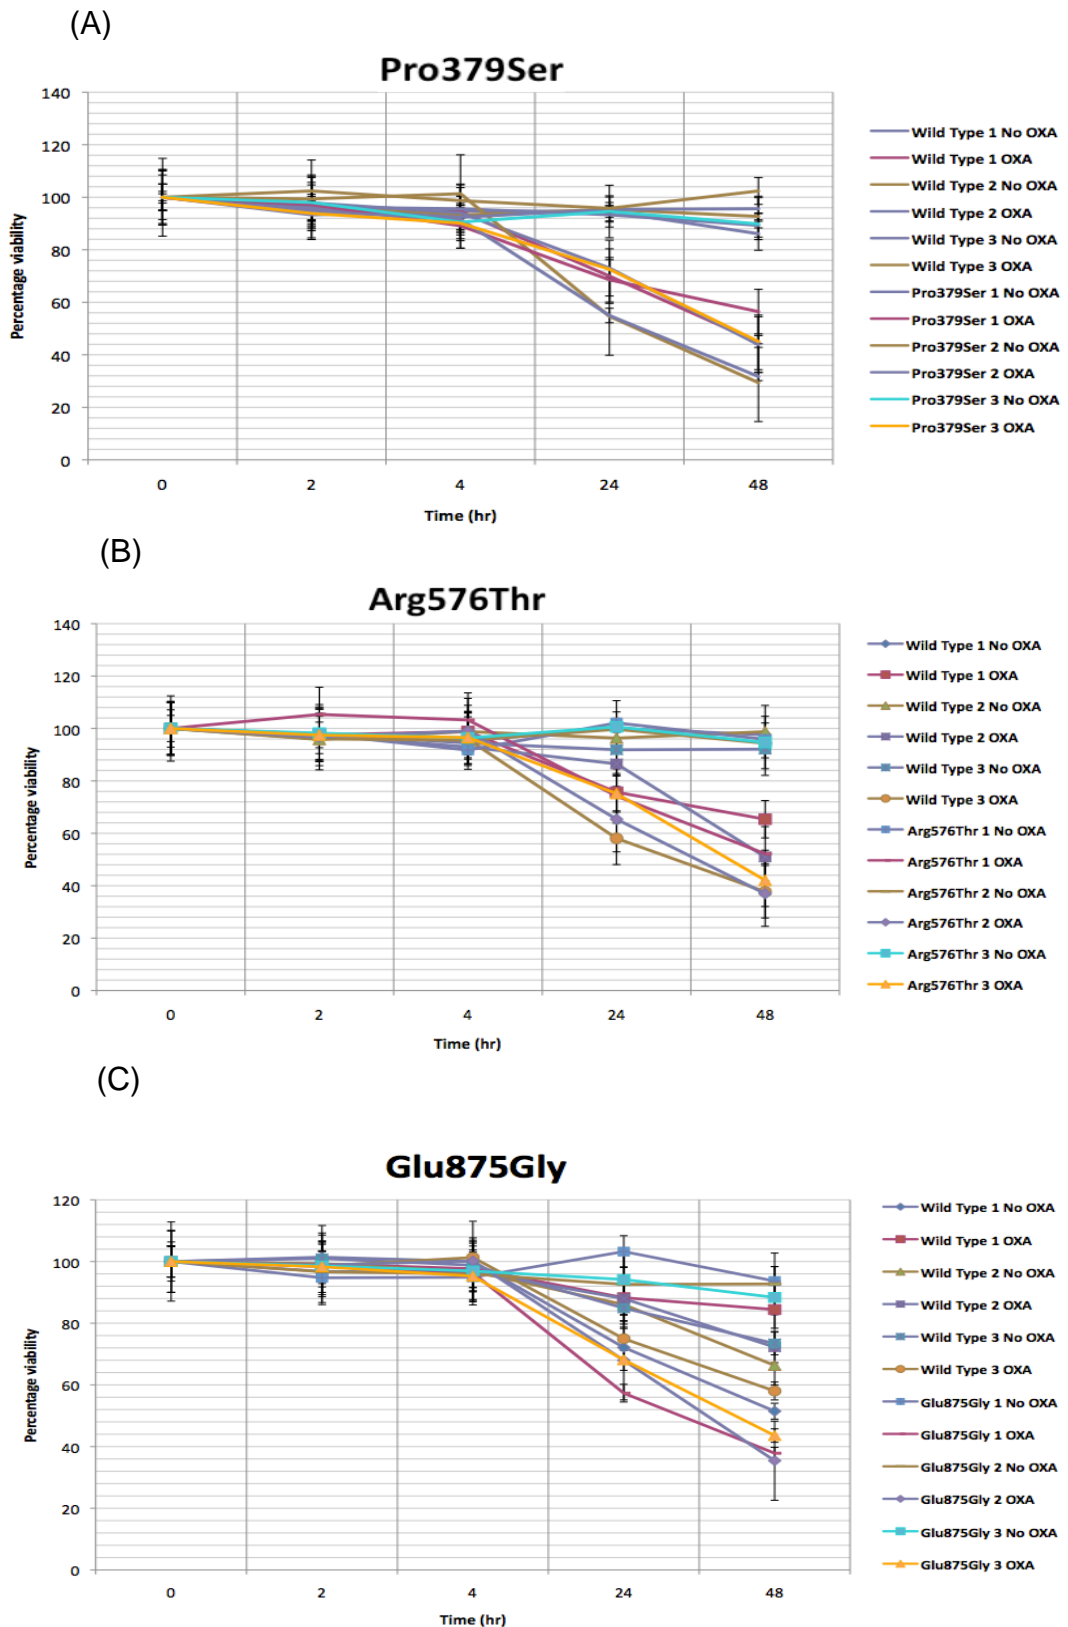 (A)
Pro379Ser
140
120
100
80
60
40
20
0
Percentage viability
0 2 4 24 48
Time (hr)
Wild Type 1 No OXA
Wild Type 1 OXA
Wild Type 2 No OXA
Wild Type 2 OXA
Wild Type 3 No OXA
Wild Type 3 OXA
Pro379Ser 1 No OXA
Pro379Ser 1 OXA
Pro379Ser 2 No OXA
Pro379Ser 2 OXA
Pro379Ser 3 No OXA
Pro379Ser 3 OXA
(B)
Arg576Thr
140
120
100
80
60
40
20
0
Percentage viability
0 2 4 24 48
Time (hr)
Wild Type 1 No OXA
Wild Type 1 OXA
Wild Type 2 No OXA
Wild Type 2 OXA
Wild Type 3 No OXA
Wild Type 3 OXA
Arg576Thr 1 No OXA
Arg576Thr 1 OXA
Arg576Thr 2 No OXA
Arg576Thr 2 OXA
Arg576Thr 3 No OXA
Arg576Thr 3 OXA
(C)
Glu875Gly
120
100
80
60
40
20
0
Percentage viability
0 2 4 24 48
Time (hr)
Wild Type 1 No OXA
Wild Type 1 OXA
Wild Type 2 No OXA
Wild Type 2 OXA
Wild Type 3 No OXA
Wild Type 3 OXA
Glu875Gly 1 No OXA
Glu875Gly 1 OXA
Glu875Gly 2 No OXA
Glu875Gly 2 OXA
Glu875Gly 3 No OXA
Glu875Gly 3 OXA